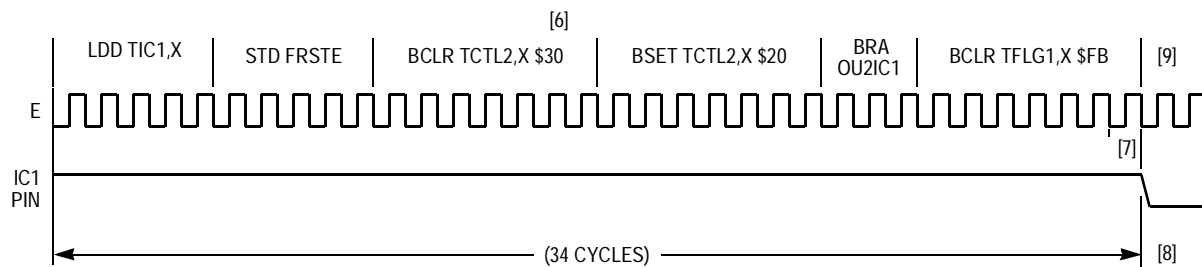 [6]
LDD TIC1,X
STD FRSTE
BCLR TCTL2,X $30
BSET TCTL2,X $20
BRA
OU2IC1
BCLR TFLG1,X $FB
[9]
E
[7]
IC1
PIN
(34 CYCLES)
[8]